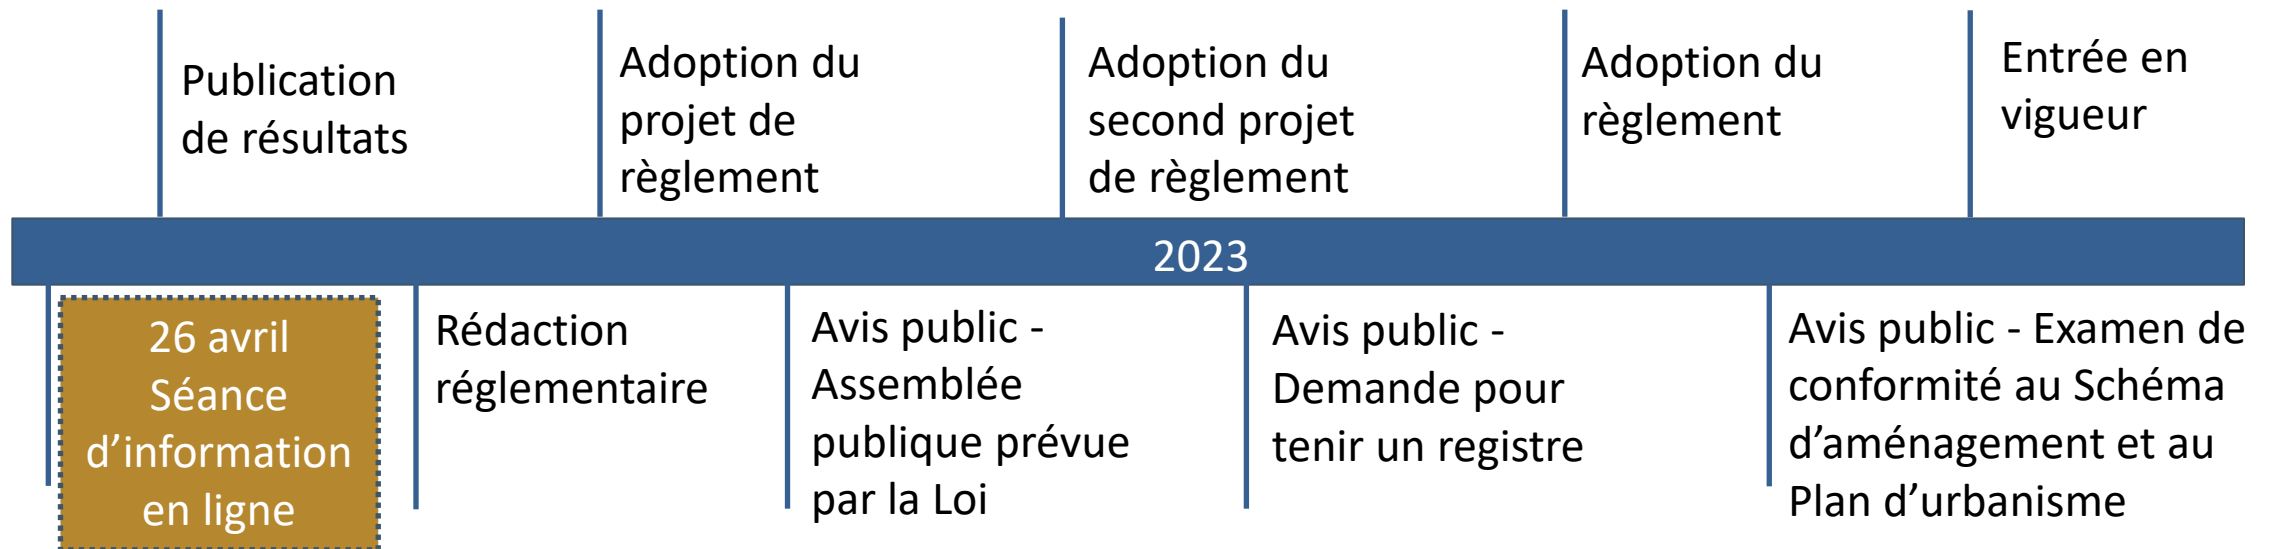 Publication
de résultats
Adoption du
projet de
règlement
Adoption du
second projet
de règlement
Adoption du
règlement
Entrée en
vigueur
2023
26 avril
Séance
d’information
en ligne
Rédaction
réglementaire
Avis public -
Assemblée
publique prévue
par la Loi
Avis public -
Demande pour
tenir un registre
Avis public - Examen de
conformité au Schéma
d’aménagement et au
Plan d’urbanisme